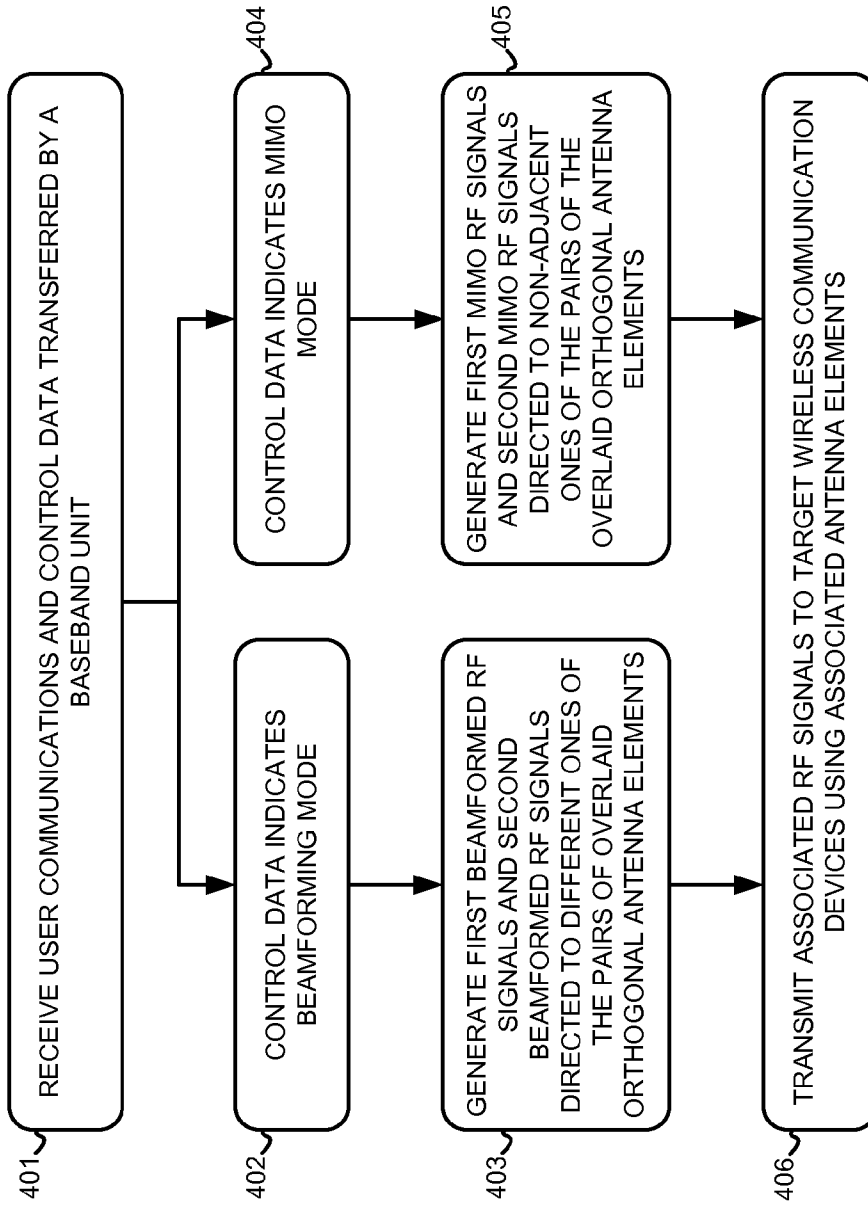 401
RECEIVE USER COMMUNICATIONS AND CONTROL DATA TRANSFERRED BY A
BASEBAND UNIT
402
CONTROL DATA INDICATES
BEAMFORMING MODE
404
CONTROL DATA INDICATES MIMO
MODE
403
GENERATE FIRST BEAMFORMED RF
SIGNALS AND SECOND
BEAMFORMED RF SIGNALS
DIRECTED TO DIFFERENT ONES OF
THE PAIRS OF OVERLAID
ORTHOGONAL ANTENNA ELEMENTS
405
GENERATE FIRST MIMO RF SIGNALS
AND SECOND MIMO RF SIGNALS
DIRECTED TO NON-ADJACENT
ONES OF THE PAIRS OF THE
OVERLAID ORTHOGONAL ANTENNA
ELEMENTS
406
TRANSMIT ASSOCIATED RF SIGNALS TO TARGET WIRELESS COMMUNICATION
DEVICES USING ASSOCIATED ANTENNA ELEMENTS